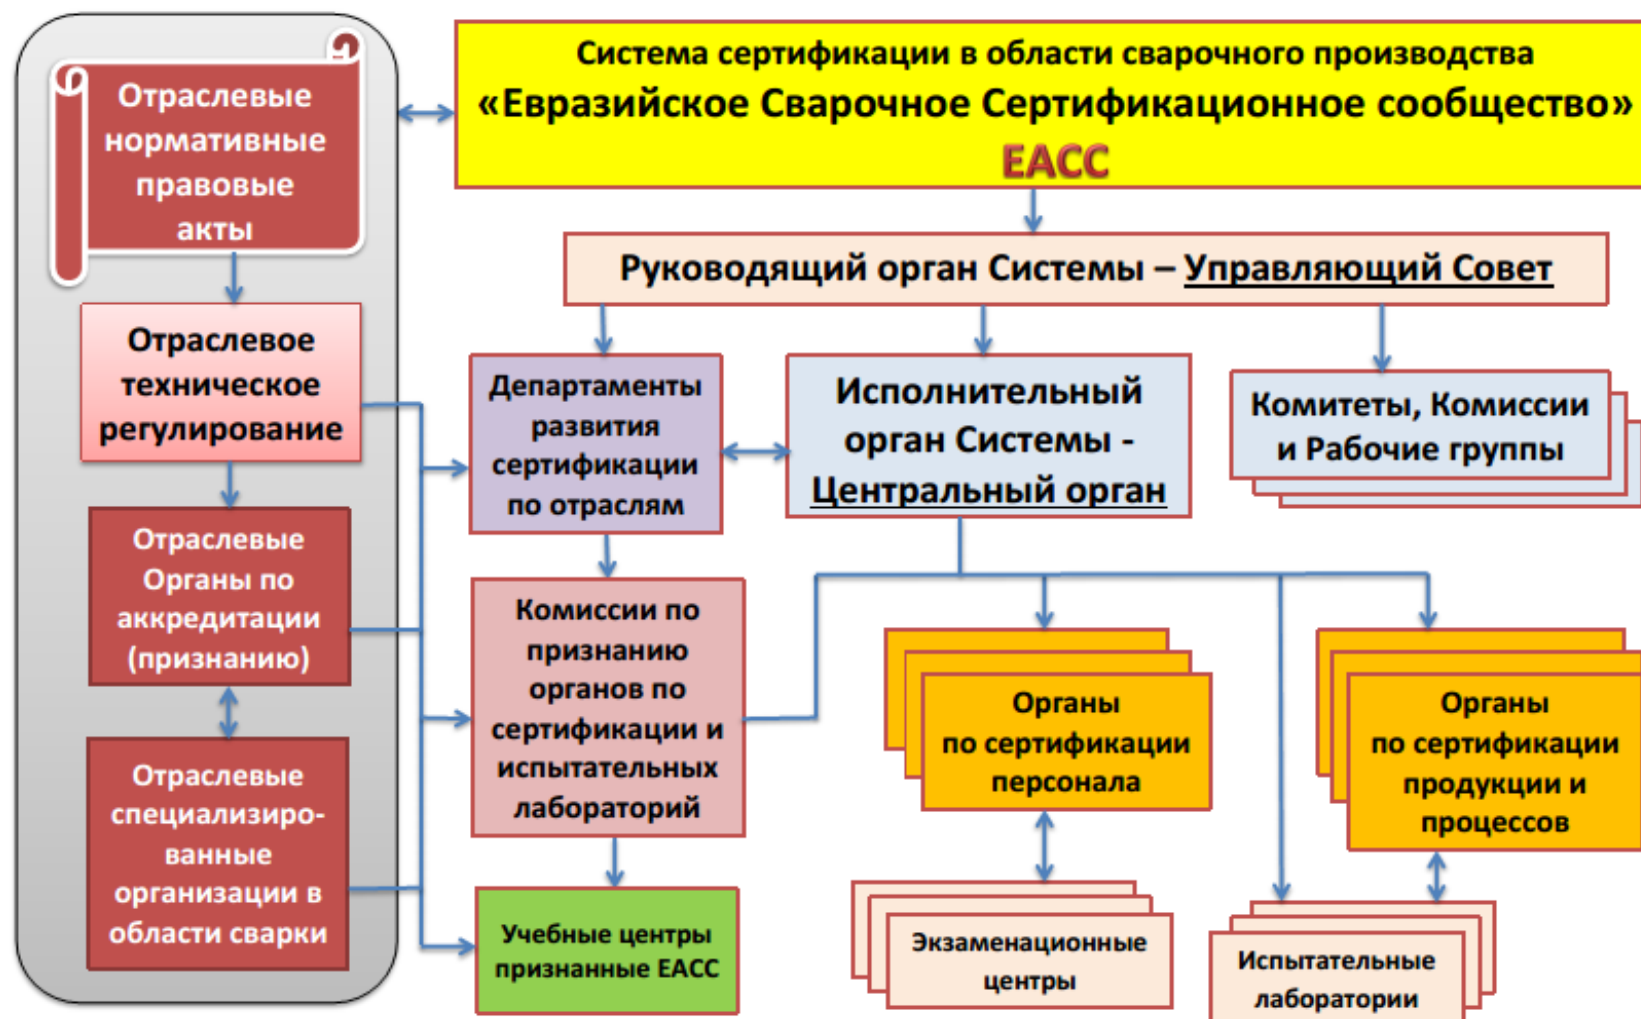 Отраслевые
нормативные
правовые
акты
Отраслевое
техническое
регулирование
Отраслевые
Органы по
аккредитации
(признанию)
Отраслевые
специализиро-
ванные
организации в
области сварки
Система сертификации в области сварочного производства
«Евразийское Сварочное Сертификационное сообщество»
ЕАСС
Руководящий орган Системы – Управляющий Совет
Департаменты
развития
сертификации
по отраслям
Исполнительный
орган Системы -
Центральный орган
Комитеты, Комиссии
и Рабочие группы
Комиссии по
признанию
органов по
сертификации и
испытательных
лабораторий
Органы
по сертификации
персонала
Органы
по сертификации
продукции и
процессов
Учебные центры
признанные ЕАСС
Экзаменационные
центры
Испытательные
лаборатории